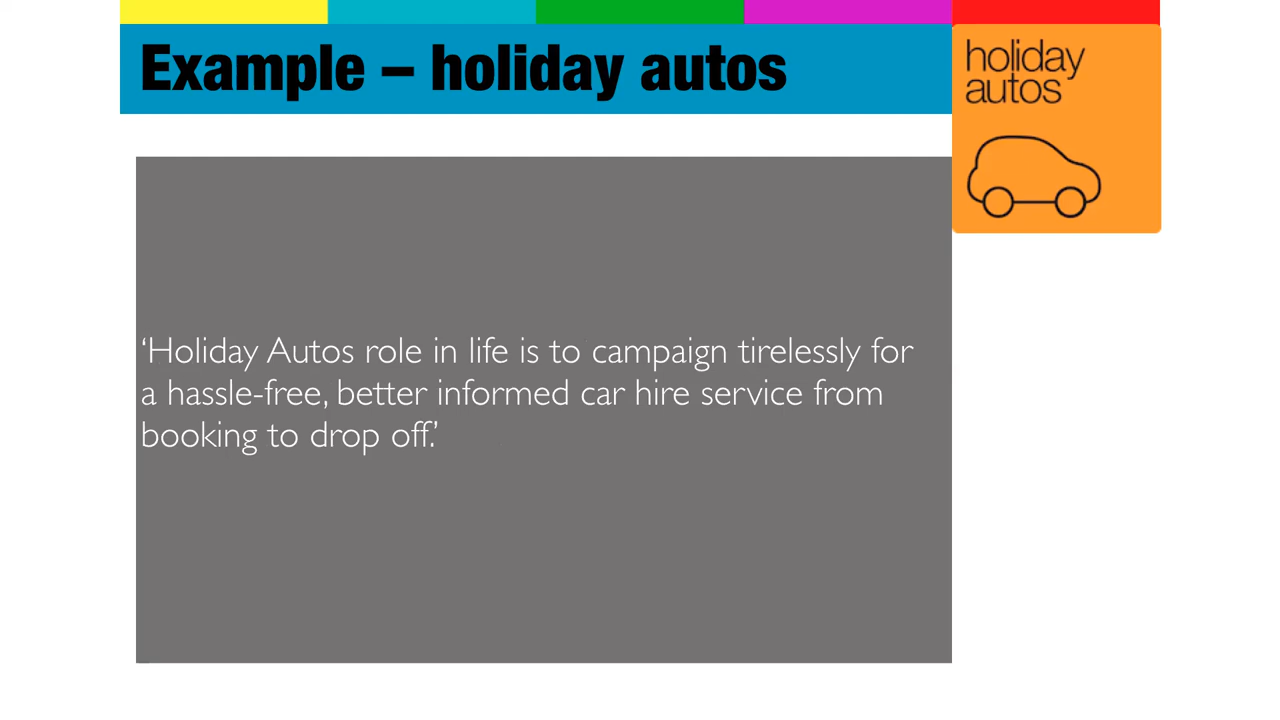 Example – holiday autos
holiday
autos
‘Holiday Autos role in life is to campaign tirelessly for
a hassle-free, better informed car hire service from
booking to drop off.’